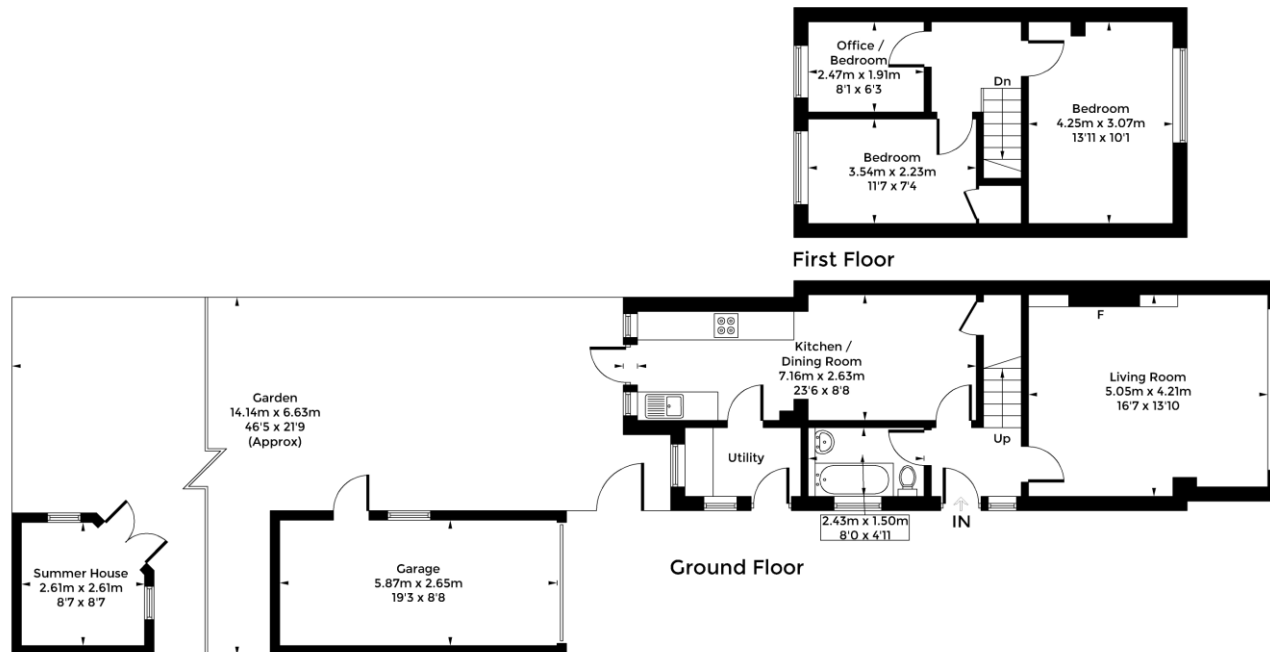 Office /
Bedroom
2.47m x 1.91m
8'1 x 6'3
Dn
Bedroom
4.25m x 3.07m
13'11 x 10'1
Bedroom
3.54m x 2.23m
11'7 x 7'4
First Floor
Garden
14.14m x 6.63m
46'5 x 21'9
(Approx)
Kitchen /
Dining Room
7.16m x 2.63m
23'6 x 8'8
F
Living Room
5.05m x 4.21m
16'7 x 13'10
Up
Utility
2.43m x 1.50m
8'0 x 4'11
IN
Ground Floor
Summer House
2.61m x 2.61m
8'7 x 8'7
Garage
5.87m x 2.65m
19'3 x 8'8